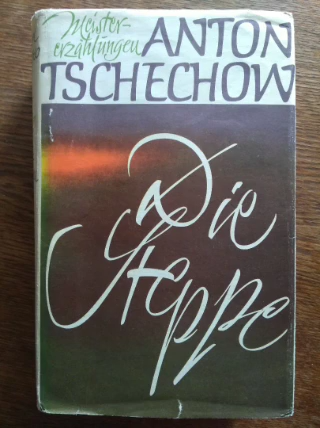 Meister-
erzählungen
ANTON
TSCHECHOW
Die
Steppe